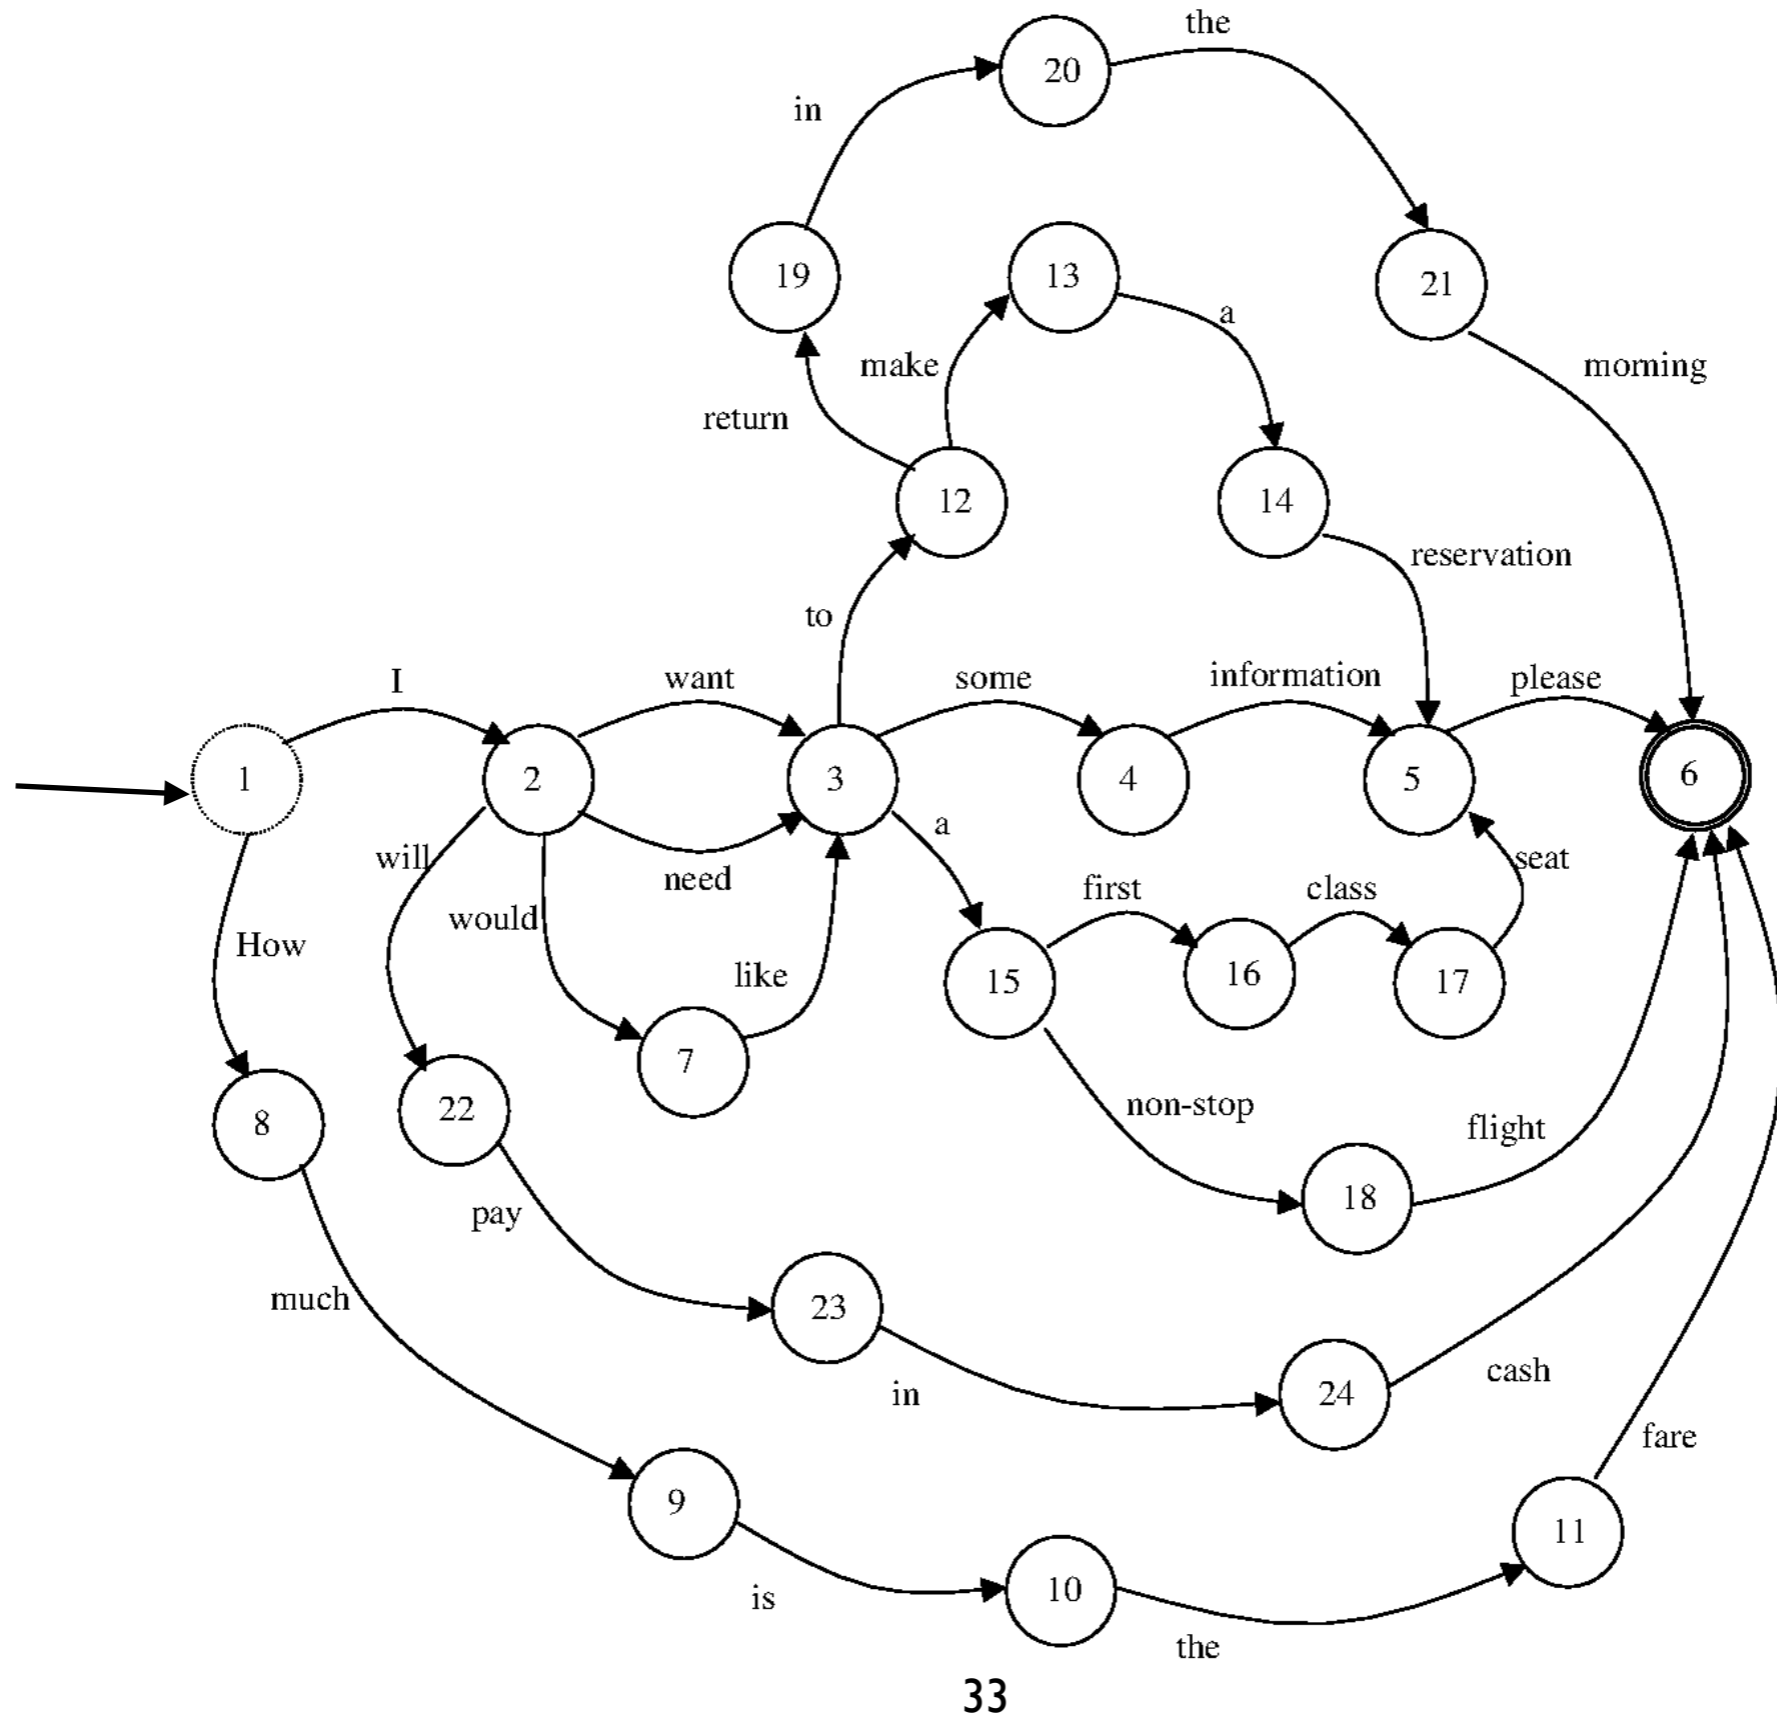 the
20
in
19
13
21
a
make
morning
return
12
14
reservation
to
I
want
some
information
please
1
2
3
4
5
6
will
need
a
seat
would
first
class
How
like
15
16
17
7
22
8
non-stop
flight
18
pay
much
23
in
24
cash
fare
9
11
is
10
the
33